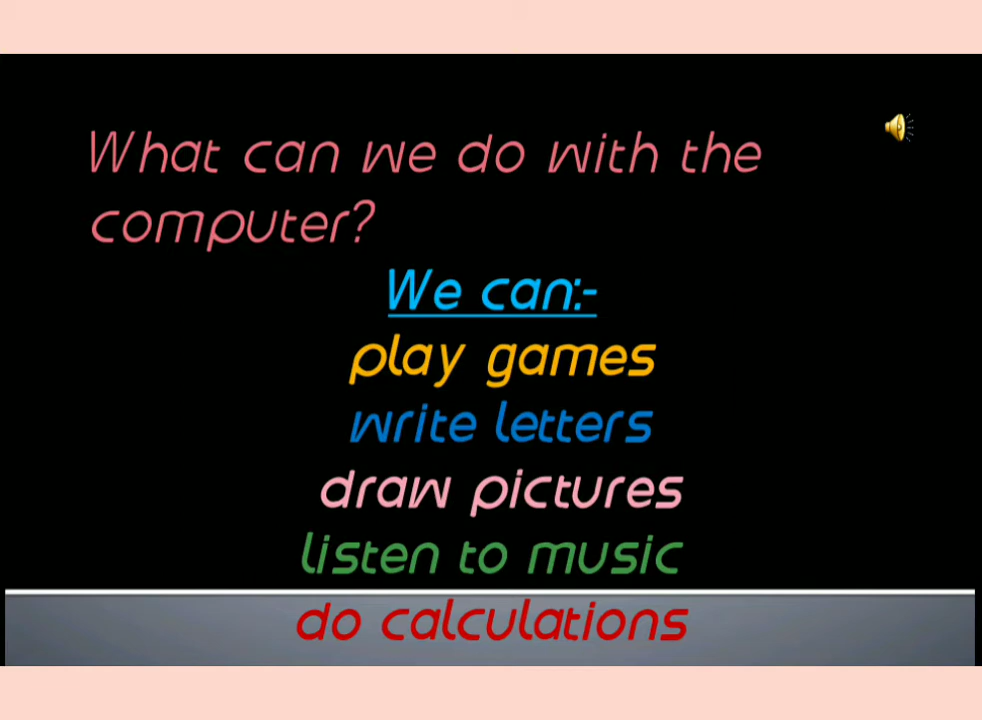 What can we do with the
computer?
We can:-
play games
write letters
draw pictures
listen to music
do calculations